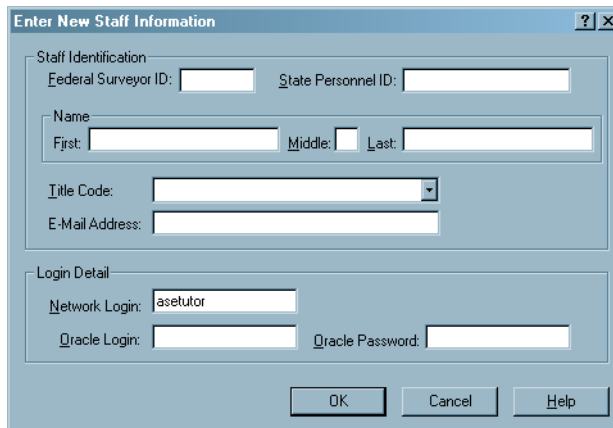 Enter New Staff Information
Staff Identification
Federal Surveyor ID: State Personnel ID:
Name
First: Middle: Last:
Title Code:
E-Mail Address:
Login Detail
Network Login: asetutor
Oracle Login: Oracle Password:
OK Cancel Help